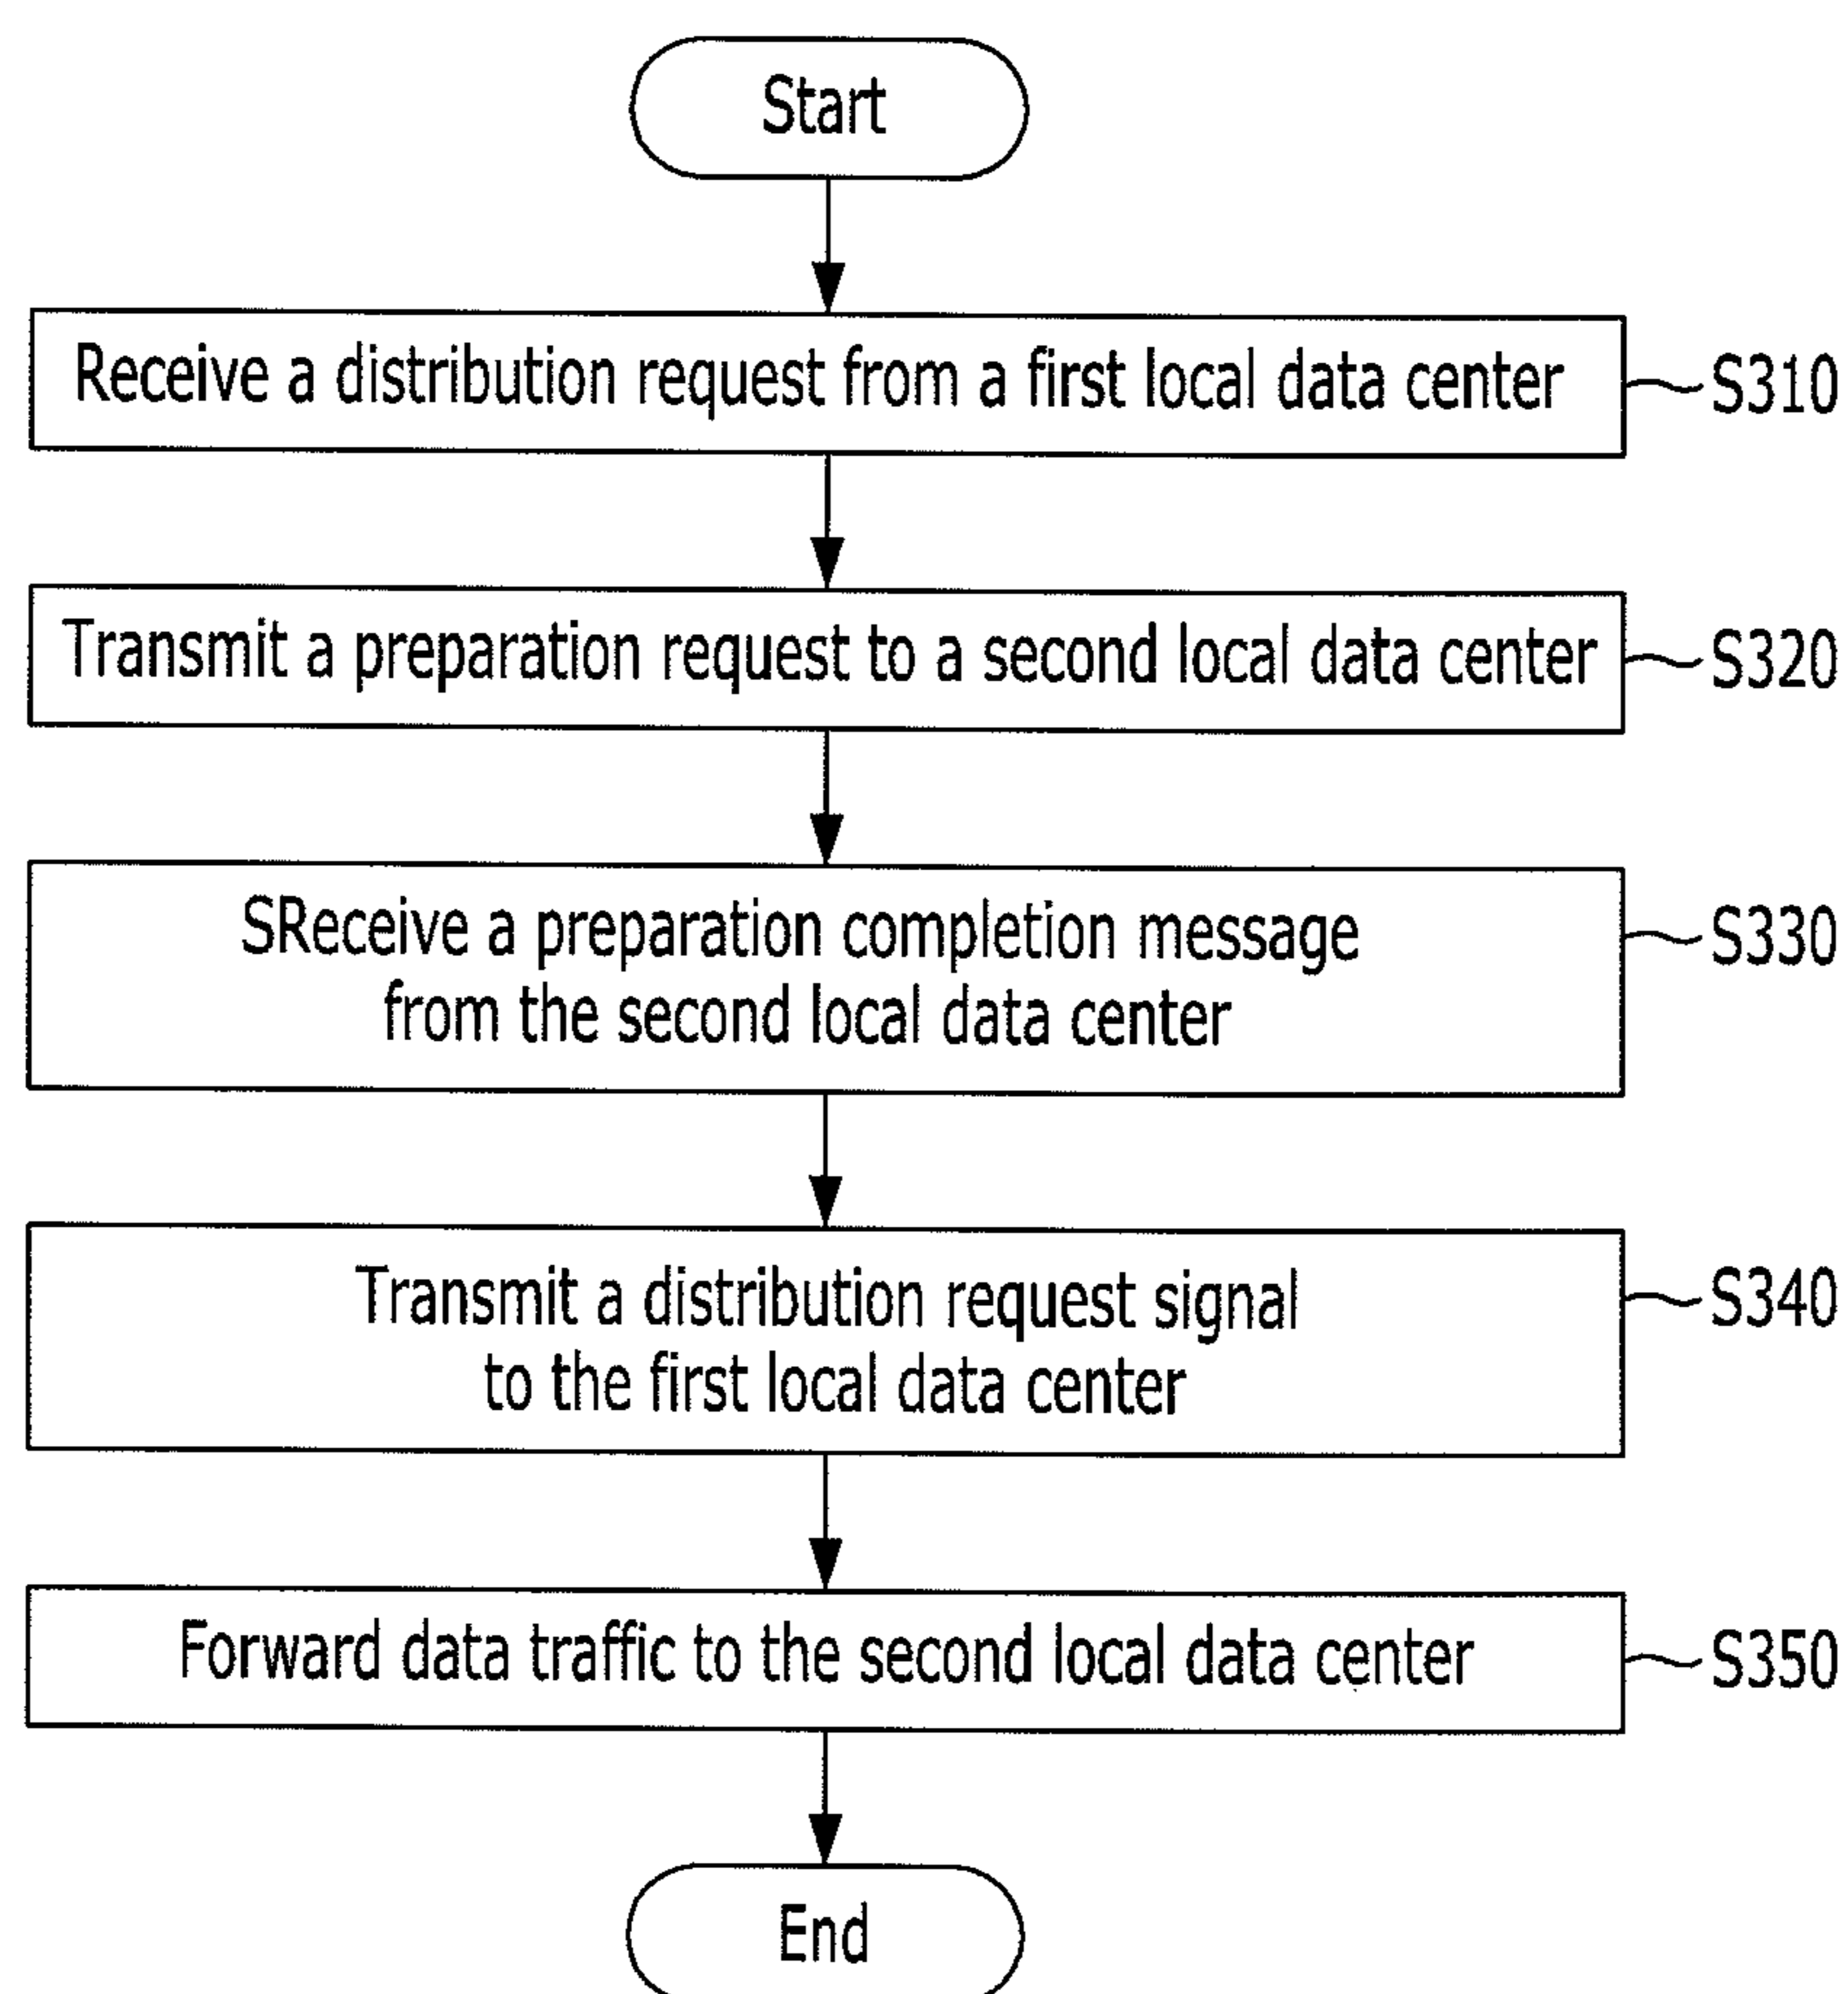 Start
Receive a distribution request from a first local data center
S310
Transmit a preparation request to a second local data center
S320
SReceive a preparation completion message
from the second local data center
S330
Transmit a distribution request signal
to the first local data center
S340
Forward data traffic to the second local data center
S350
End